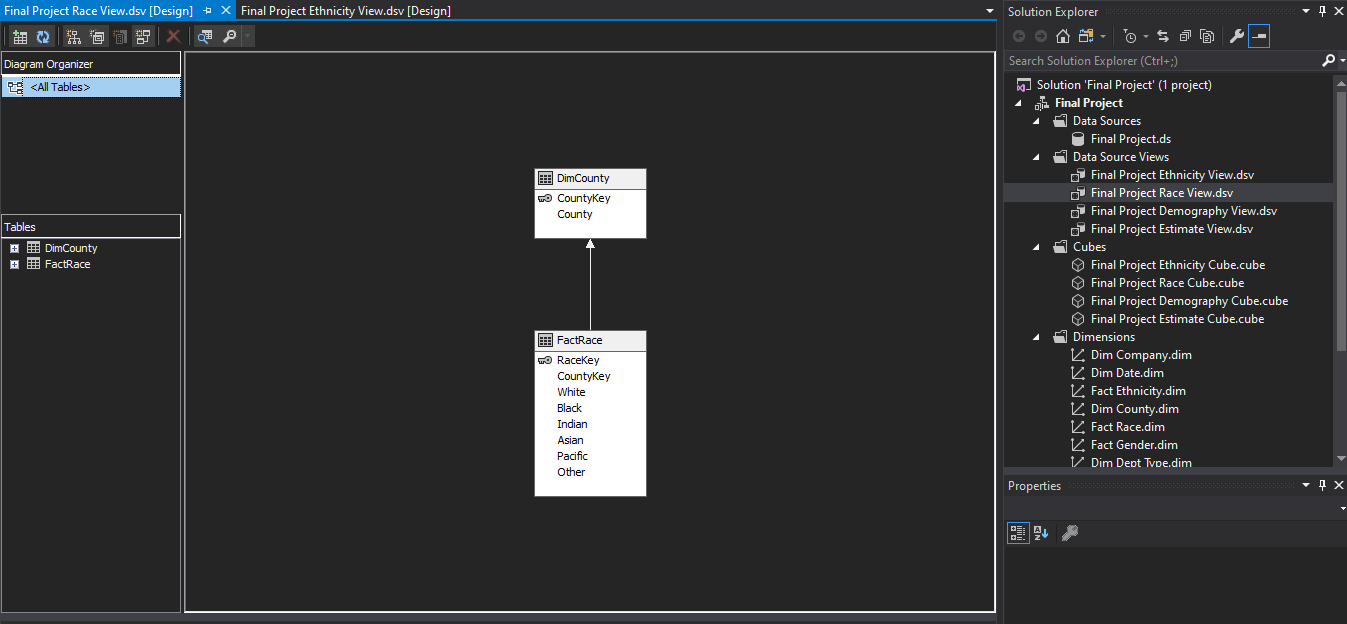 Final Project Race View.dsv [Design]
Final Project Ethnicity View.dsv [Design]
Diagram Organizer
<All Tables>
Tables
DimCounty
FactRace
DimCounty
CountyKey
County
FactRace
RaceKey
CountyKey
White
Black
Indian
Asian
Pacific
Other
Solution Explorer
Search Solution Explorer (Ctrl+;)
Solution 'Final Project' (1 project)
Final Project
Data Sources
Final Project.ds
Data Source Views
Final Project Ethnicity View.dsv
Final Project Race View.dsv
Final Project Demography View.dsv
Final Project Estimate View.dsv
Cubes
Final Project Ethnicity Cube.cube
Final Project Race Cube.cube
Final Project Demography Cube.cube
Final Project Estimate Cube.cube
Dimensions
Dim Company.dim
Dim Date.dim
Fact Ethnicity.dim
Dim County.dim
Fact Race.dim
Fact Gender.dim
Dim Dept Type.dim
Properties